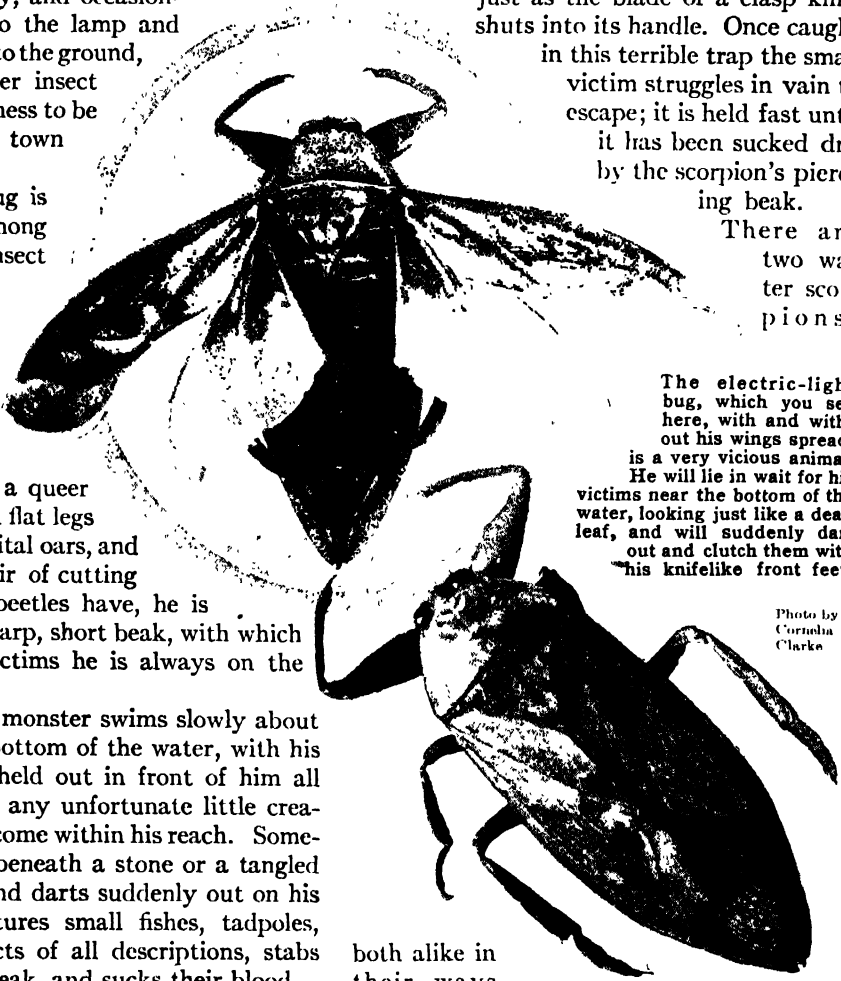 to the ground,
er insect
ness to be
town
ug is
nong
nsect
a queer
flat legs
ital oars, and
ir of cutting
beetles have, he is
arp, short beak, with which
ctims he is always on the
monster swims slowly about
ottom of the water, with his
held out in front of him all
any unfortunate little crea-
come within his reach. Some-
beneath a stone or a tangled
nd darts suddenly out on his
tures small fishes, tadpoles,
cts of all descriptions, stabs
eak, and sucks their blood
both alike in
their ways
just as the blade of a clasp kni
shuts into its handle. Once caugh
in this terrible trap the sma
victim struggles in vain t
escape; it is held fast unt
it has been sucked dr
by the scorpion's pierc
ing beak.
There ar
two wa
ter sco
pions
The electric-ligh
bug, which you se
here, with and with
out his wings sprea
is a very vicious anima
He will lie in wait for hi
victims near the bottom of th
water, looking just like a dea
leaf, and will suddenly da
out and clutch them wit
his knifelike front fee
Photo by
Cornelia
Clarke